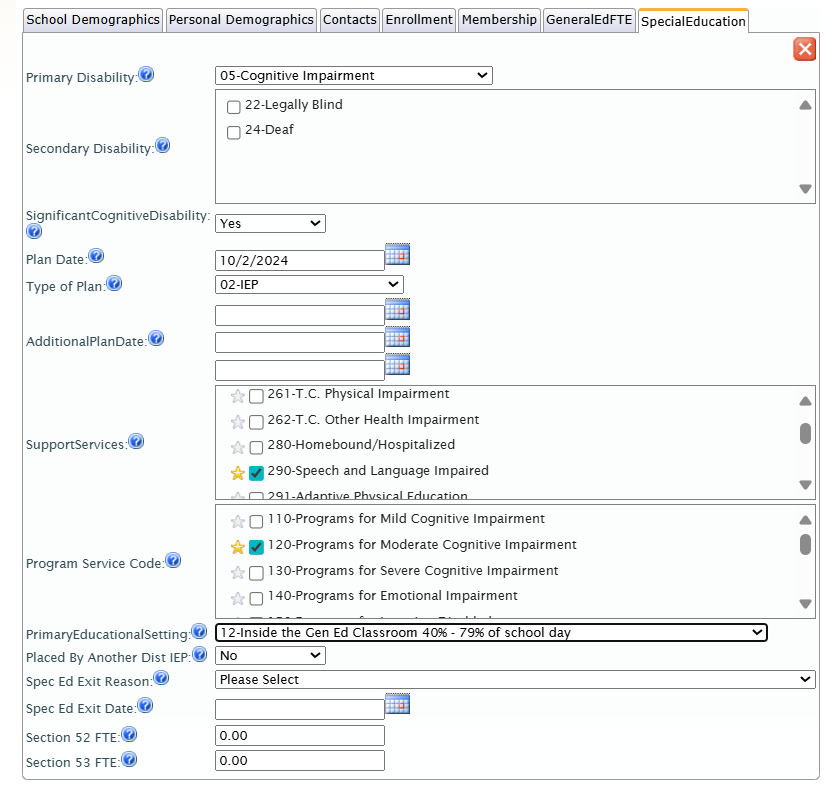 School Demographics Personal Demographics Contacts Enrollment Membership GeneralEdFTE SpecialEducation
Primary Disability: 05-Cognitive Impairment
Secondary Disability:
22-Legally Blind
24-Deaf
SignificantCognitiveDisability: Yes
Plan Date: 10/2/2024
Type of Plan: 02-IEP
AdditionalPlanDate:
SupportServices:
261-T.C. Physical Impairment
262-T.C. Other Health Impairment
280-Homebound/Hospitalized
290-Speech and Language Impaired
291-Adaptive Physical Education
Program Service Code:
110-Programs for Mild Cognitive Impairment
120-Programs for Moderate Cognitive Impairment
130-Programs for Severe Cognitive Impairment
140-Programs for Emotional Impairment
PrimaryEducationalSetting: 12-Inside the Gen Ed Classroom 40% - 79% of school day
Placed By Another Dist IEP: No
Spec Ed Exit Reason: Please Select
Spec Ed Exit Date:
Section 52 FTE: 0.00
Section 53 FTE: 0.00